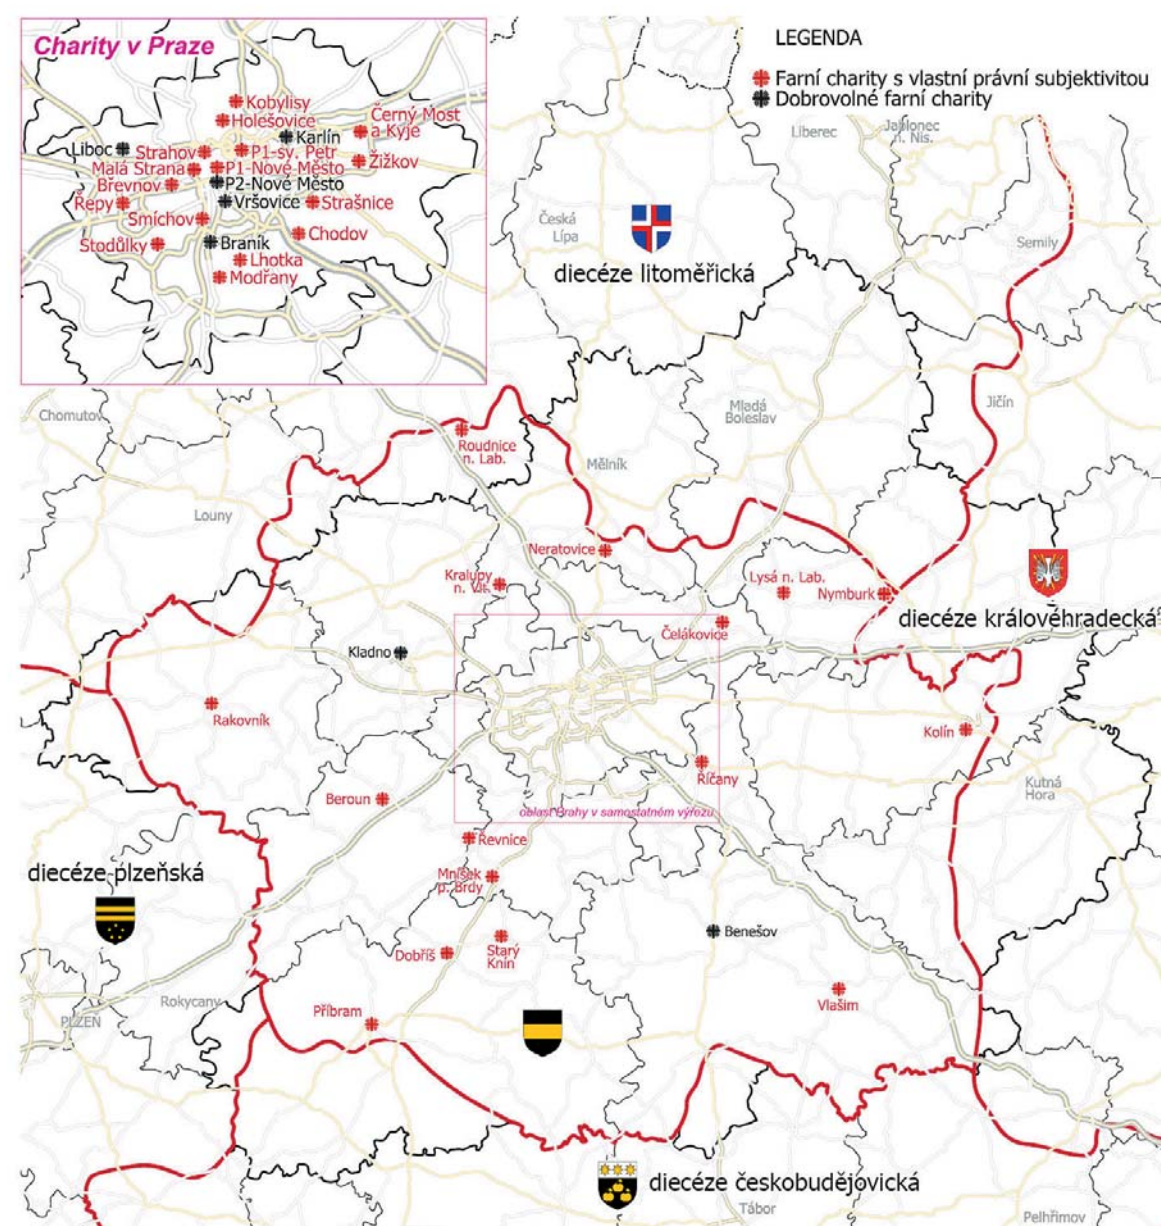 Charity v Praze
Kobylisy
Holešovice
Černý Most
a Kyje
Karlín
Liboc
Strahov
P1-sv. Petr
Žižkov
Malá Strana
P1-Nové Město
Břevnov
P2-Nové Město
Řepy
Vršovice
Strašnice
Smíchov
Chodov
Stodůlky
Braník
Lhotka
Modřany
LEGENDA
Farní charity s vlastní právní subjektivitou
Dobrovolné farní charity
Liberec
Jablonec
n. Nis.
Česká
Lípa
Semily
diecéze litoměřická
Chomutov
Mladá
Boleslav
Jičín
Roudnice
n. Lab.
Mělník
Louny
Neratovice
Kralupy
n. Vlt.
Lysá n. Lab.
Nymburk
diecéze královéhradecká
Čelákovice
Kladno
Rakovník
Kolín
Říčany
Kutná
Hora
Beroun
oblast Prahy v samostatném výřezu
Řevnice
diecéze plzeňská
Mníšek
p. Brdy
Benešov
Dobříš
Starý
Knín
Rokycany
Vlašim
Příbram
PLZEŇ
diecéze českobudějovická
Tábor
Pelhřimov